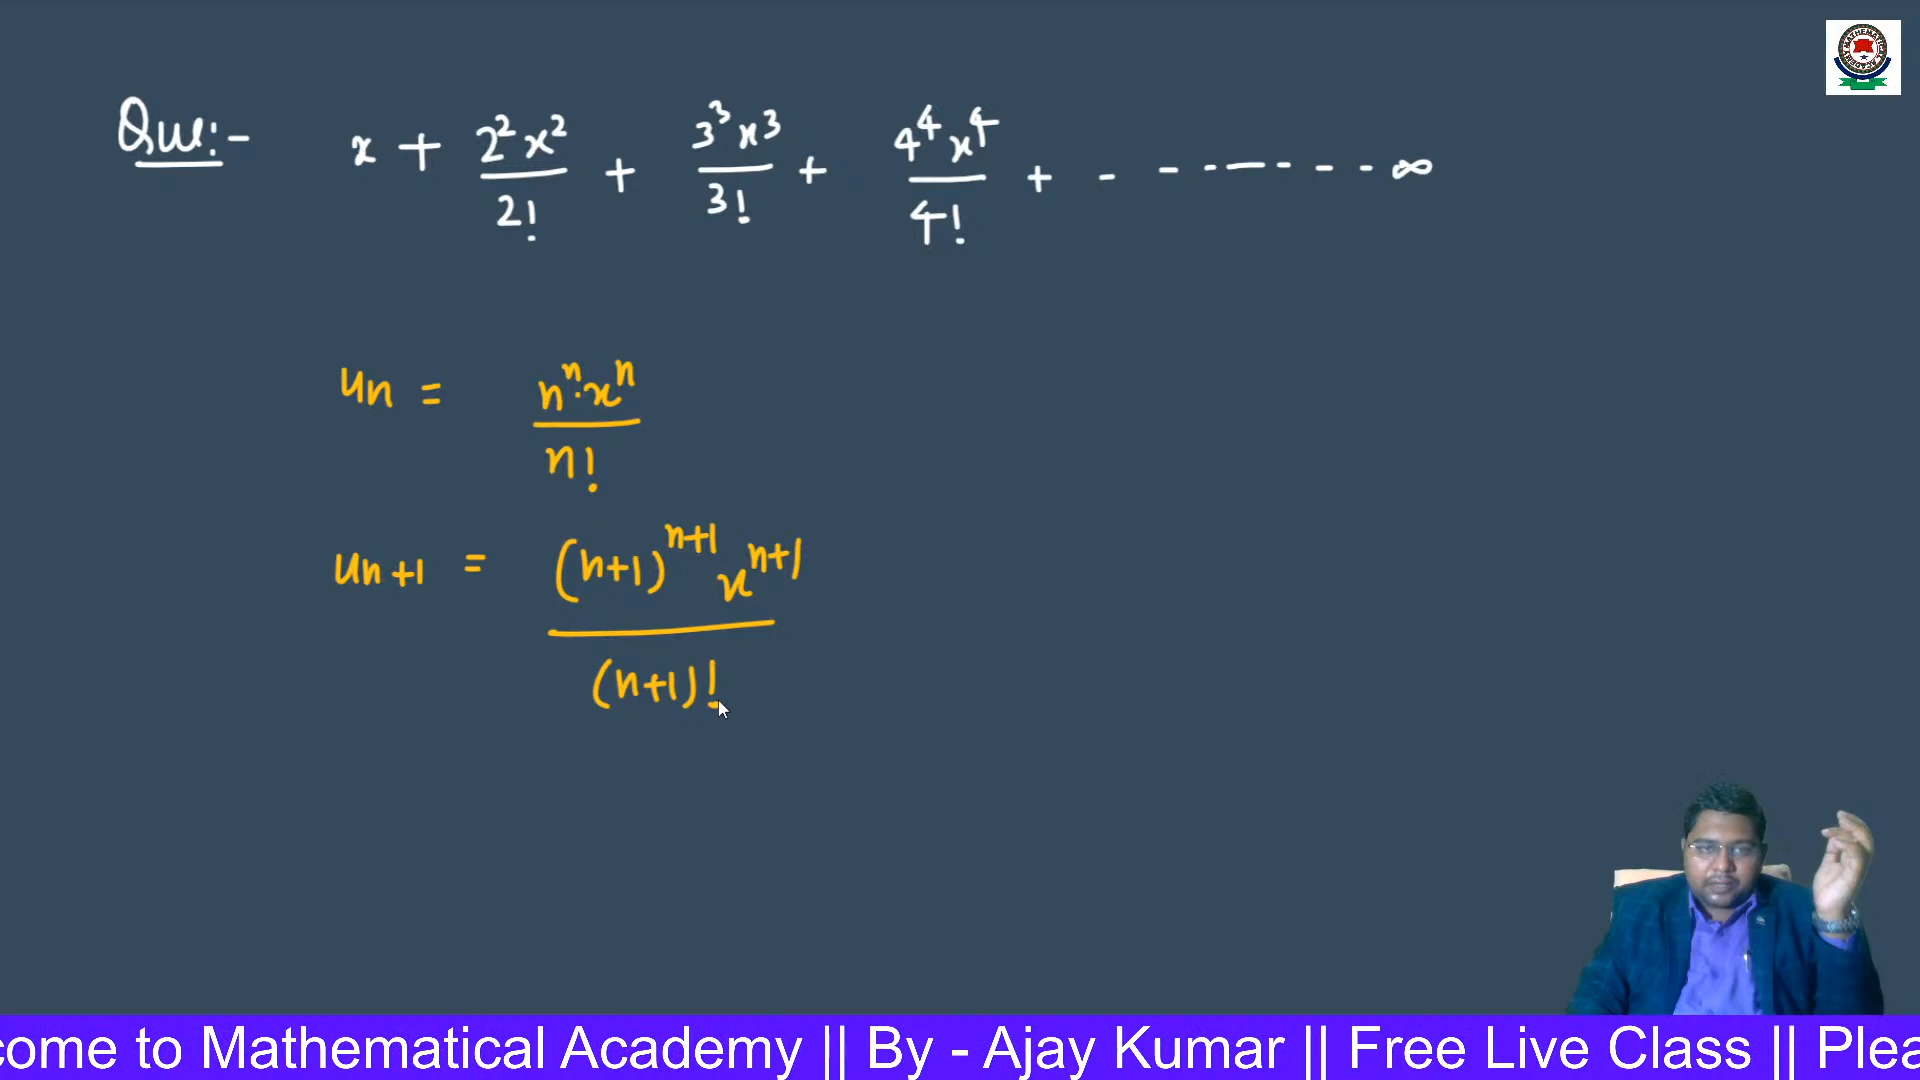 Que:- x + 2²x²/2! + 3³x³/3! + 4⁴x⁴/4! + - - - - - - - - ∞
un = nⁿ·xⁿ/n!
un+1 = (n+1)ⁿ⁺¹ xⁿ⁺¹/(n+1)!
come to Mathematical Academy || By - Ajay Kumar || Free Live Class || Plea